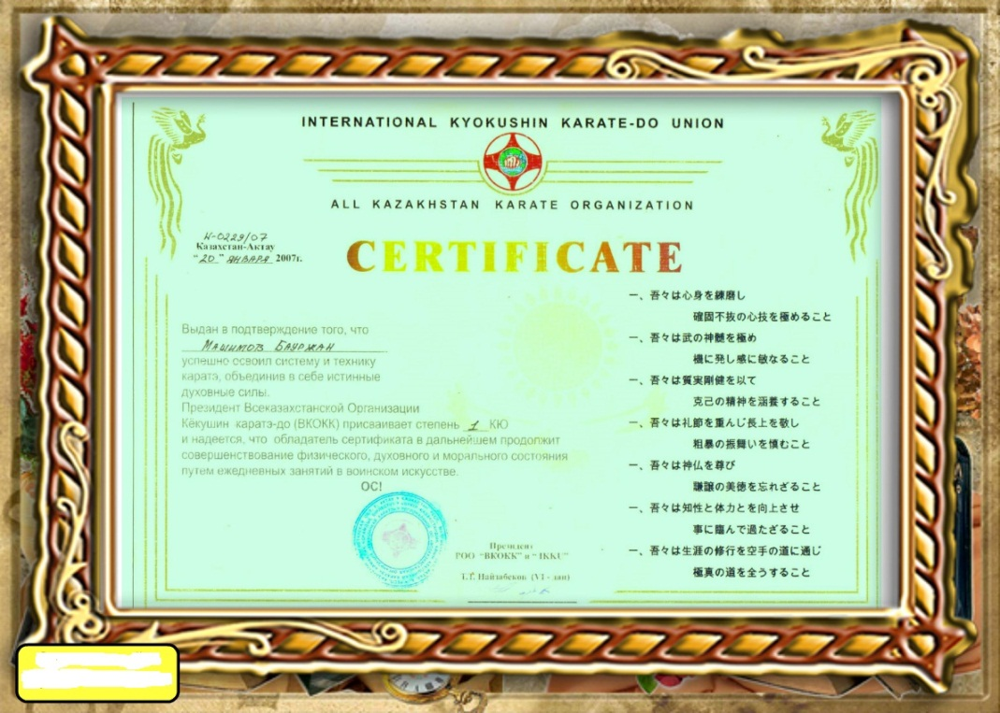 INTERNATIONAL KYOKUSHIN KARATE-DO UNION
ALL KAZAKHSTAN KARATE ORGANIZATION
К-0229/07
Казахстан-Актау
"20" ЯНВАРЯ 2007г.
CERTIFICATE
Выдан в подтверждение того, что
Машимов Бауржан
успешно освоил систему и технику
каратэ, объединив в себе истинные
духовные силы.
Президент Всеказахстанской Организации
Кёкушин каратэ-до (ВКОКК) присваивает степень 1 КЮ
и надеется, что обладатель сертификата в дальнейшем продолжит
совершенствование физического, духовного и морального состояния
путем ежедневных занятий в воинском искусстве.
ОС!
Президент
РОО "ВКОКК" и "IKKU"
Т.Т. Найзабеков (VI - дан)
一、吾々は心身を錬磨し
確固不抜の心技を極めること
一、吾々は武の神髄を極め
機に発し感に敏なること
一、吾々は質実剛健を以て
克己の精神を涵養すること
一、吾々は礼節を重んじ長上を敬し
粗暴の振舞いを慎むこと
一、吾々は神仏を尊び
謙譲の美徳を忘れざること
一、吾々は知性と体力とを向上させ
事に臨んで過たざること
一、吾々は生涯の修行を空手の道に通じ
極真の道を全うすること